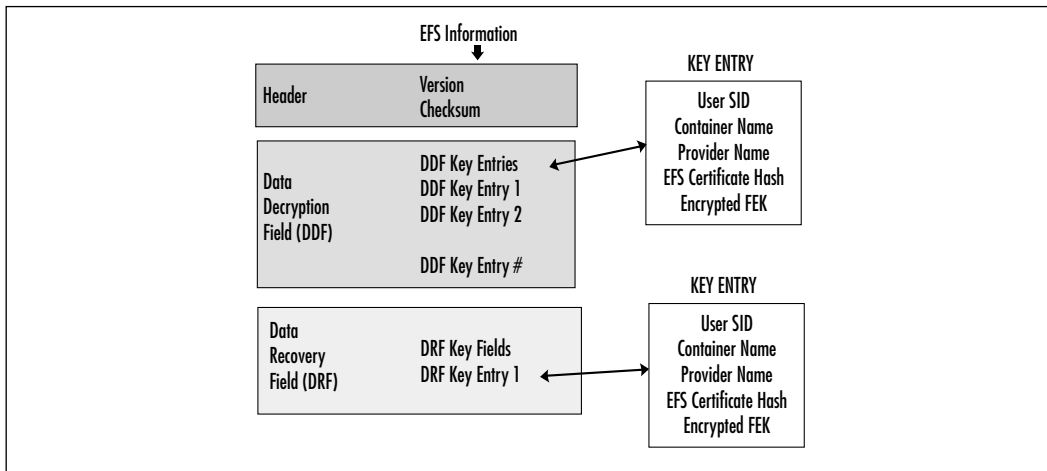 EFS Information
Header
Version
Checksum
Data
Decryption
Field (DDF)
DDF Key Entries
DDF Key Entry 1
DDF Key Entry 2
DDF Key Entry #
Data
Recovery
Field (DRF)
DRF Key Fields
DRF Key Entry 1
KEY ENTRY
User SID
Container Name
Provider Name
EFS Certificate Hash
Encrypted FEK
KEY ENTRY
User SID
Container Name
Provider Name
EFS Certificate Hash
Encrypted FEK